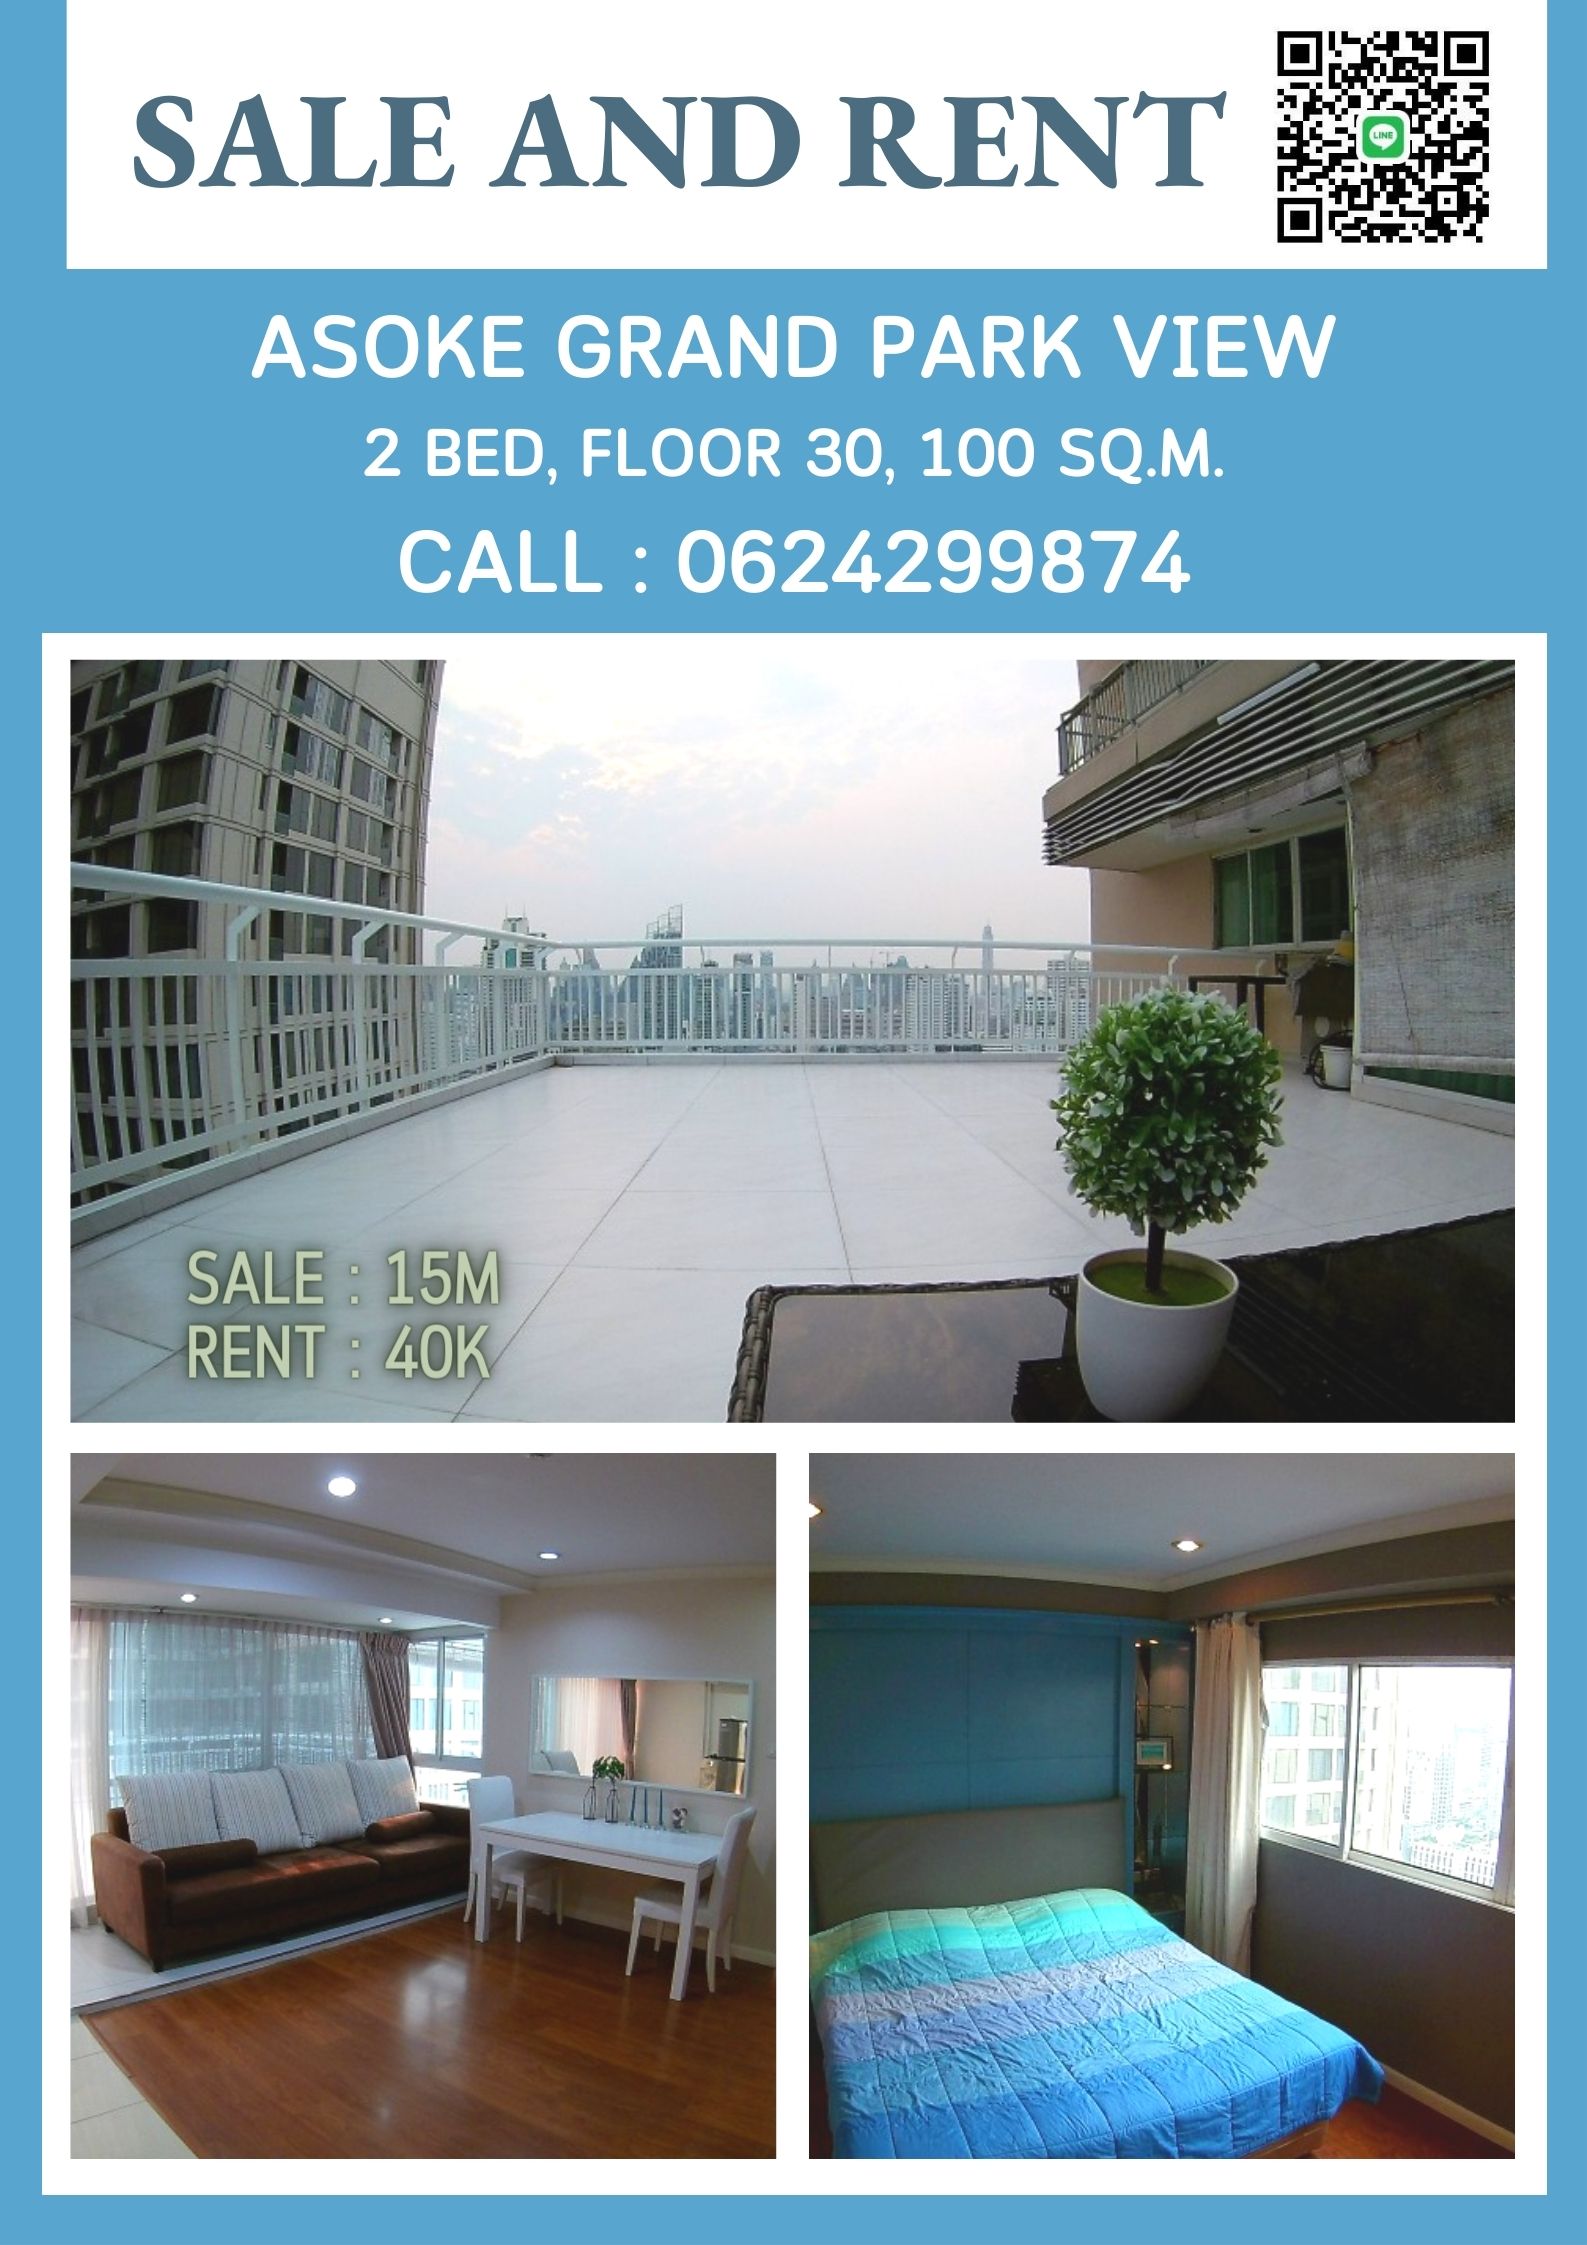 SALE AND RENT
LINE
ASOKE GRAND PARK VIEW
2 BED, FLOOR 30, 100 SQ.M.
CALL : 0624299874
SALE : 15M
RENT : 40K